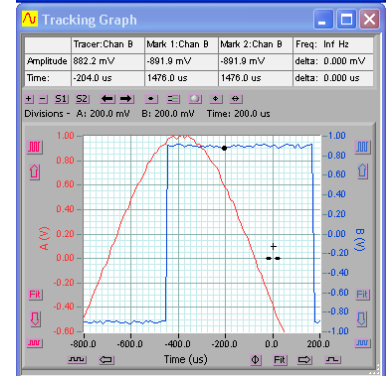 Tracking Graph
Tracer:Chan B Mark 1:Chan B Mark 2:Chan B Freq: Inf Hz
Amplitude 882.2 mV -891.9 mV -891.9 mV delta: 0.000 mV
Time: -204.0 us 1476.0 us 1476.0 us delta: 0.000 us
S1 S2
Divisions - A: 200.0 mV B: 200.0 mV Time: 200.0 us
1.00 1.00
0.80 0.80
0.60 0.60
0.40 -0.40
0.20 -0.20
0.00 0.00
-0.20 -0.20
-0.40 -0.40
-0.60 -0.60
-0.80
-1.00
A (V)
B (V)
Fit Fit
-800.0 -600.0 -400.0 -200.0 0.0 200.0
Time (us) Φ Fit